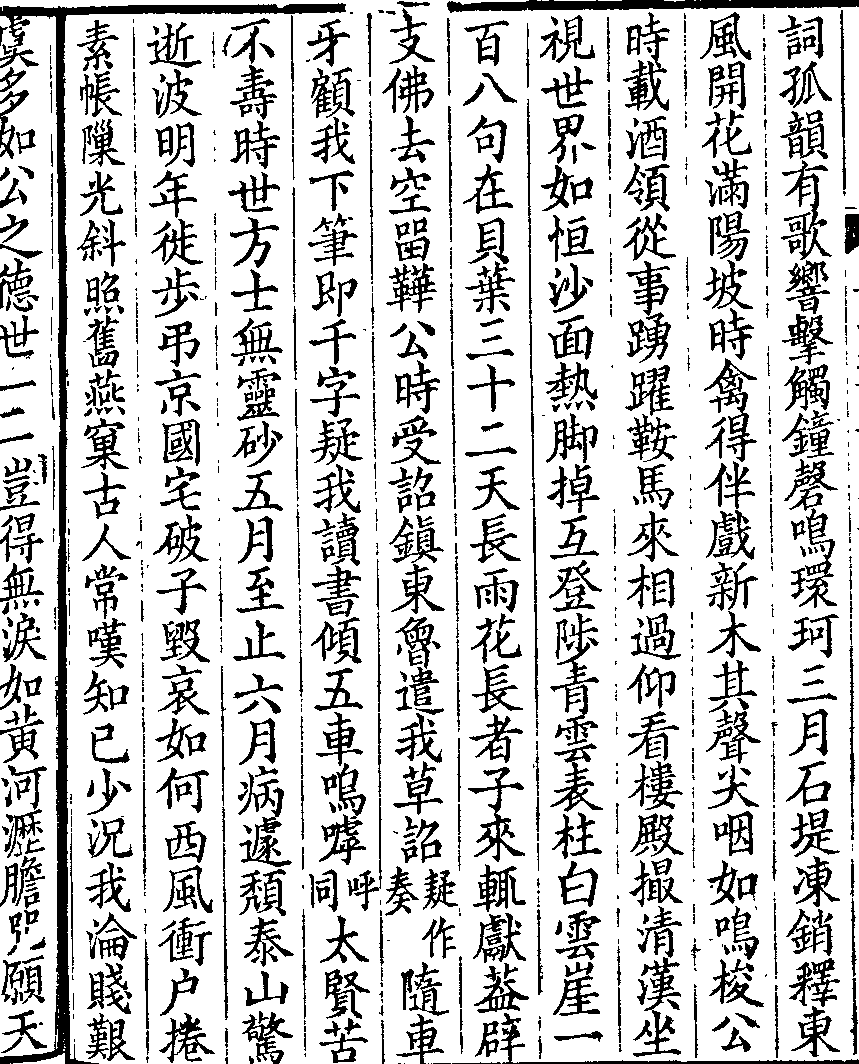 詞孤韻有歌響擊觸鐘磬鳴環珂三月石堤凍銷釋東
風開花滿陽坡時禽得伴戲新木其聲尖咽如鳴梭公
時載酒領從事踴躍鞍馬來相過仰看樓殿撮清漢坐
視世界如恒沙面熱脚掉互登陟青雲表柱白雲崖一
百八句在貝葉三十二天長雨花長者子來輒獻葢辟
支佛去空畱鞾公時受詔鎮東魯遣我草詔疑作奏隨車
牙顧我下筆即千字疑我讀書傾五車嗚嘑呼同太賢苦
不壽時世方士無靈砂五月至止六月病遽頽泰山驚
逝波明年徙步弔京國宅破子毀哀如何西風衝户捲
素帳隟光斜照舊燕窠古人常嘆知已少況我淪賤艱
虞多如公之德世一二豈得無淚如黄河瀝膽呪願天